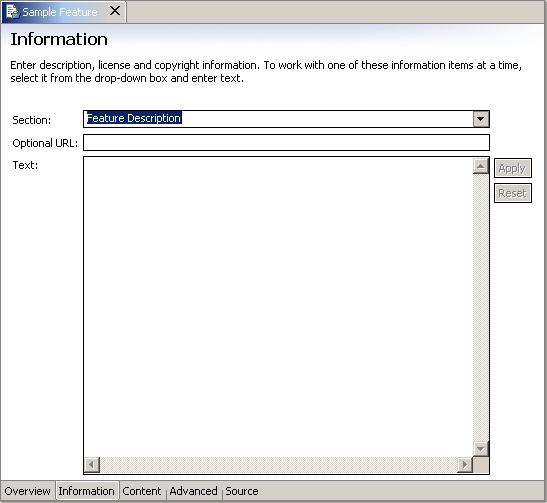 Sample Feature
Information
Enter description, license and copyright information. To work with one of these information items at a time,
select it from the drop-down box and enter text.
Section: Feature Description
Optional URL:
Text:
Apply
Reset
Overview Information Content Advanced Source